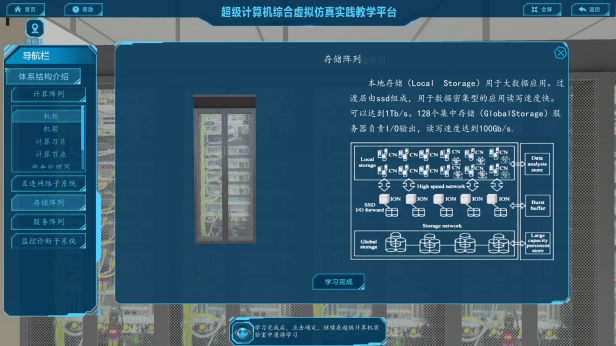 首页
帮助
超级计算机综合虚拟仿真实践教学平台
全屏
返回
导航栏
体系结构介绍
计算阵列
机柜
机架
计算刀片
计算节点
中央处理器
互连网络子系统
存储阵列
服务阵列
监控诊断子系统
存储阵列
本地存储（Local Storage）用于大数据应用。过
渡层由ssd组成，用于数据密集型的应用读写速度快。
可以达到1Tb/s。128个集中存储（GlobalStorage）服
务器负责I/O输出，读写速度达到100Gb/s.
Local storage
CN CN CN CN CN CN
CN CN CN CN CN CN
Data analysis store
High speed network
SSD I/O forward
ION ION ION ION ION
Burst buffer
Storage network
Global storage
Large capacity persistent store
学习完成
学习完成后，点击确定，继续在超级计算机实
验室中漫游学习